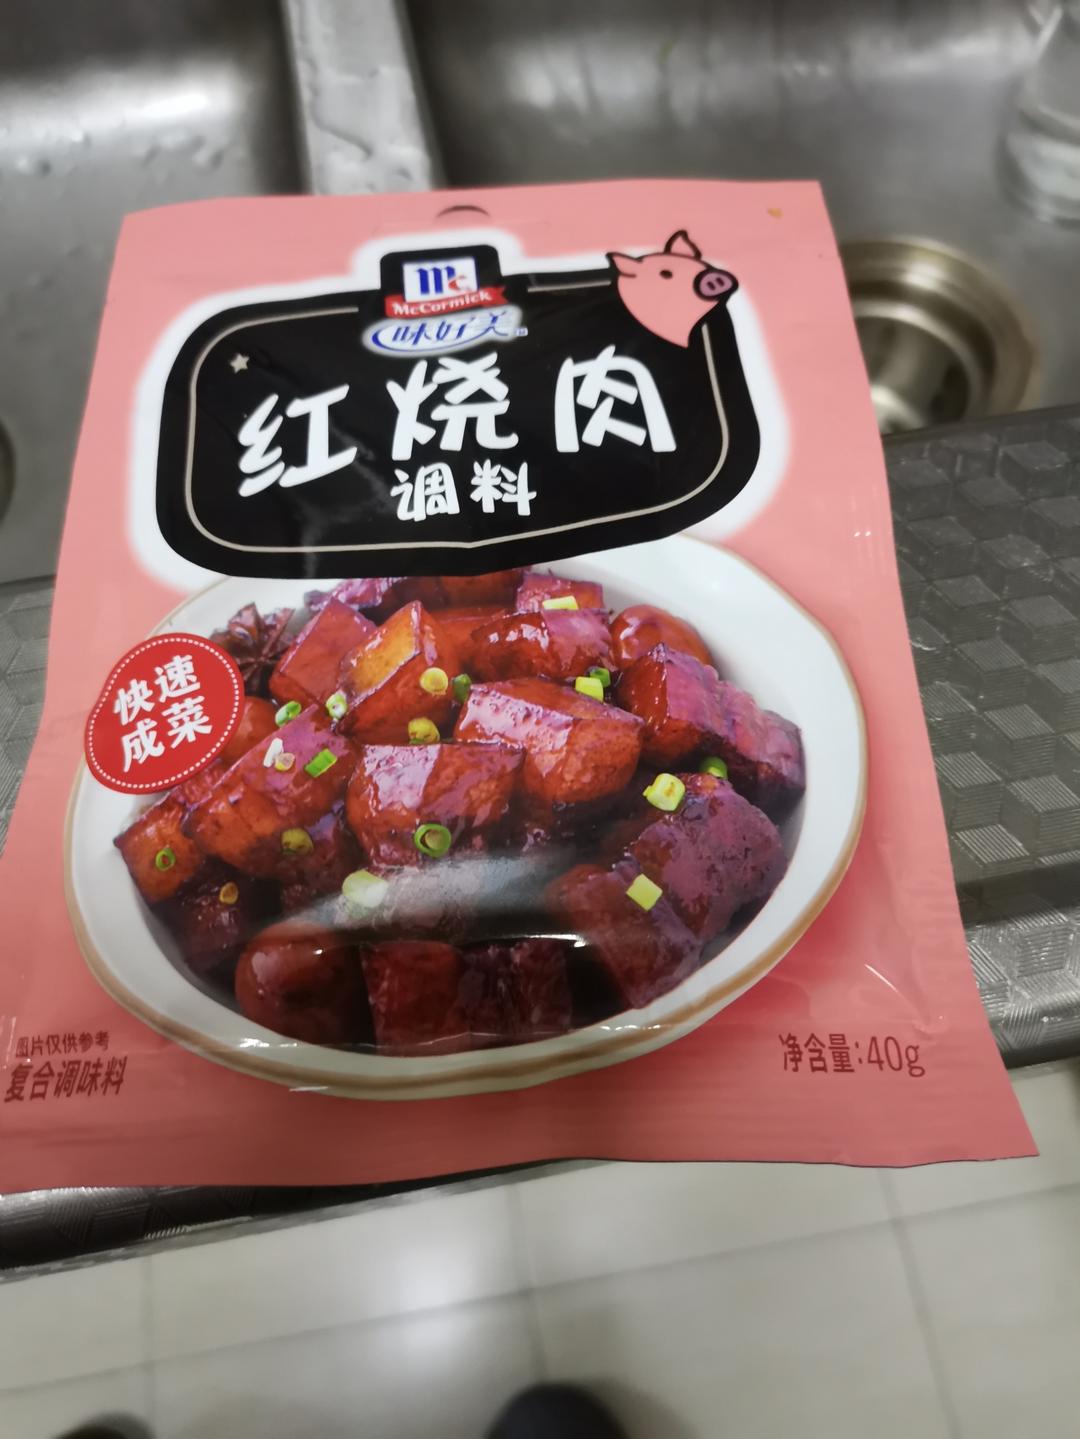 Mc
McCormick
味好美
红烧肉
调料
快速
成菜
图片仅供参考
复合调味料
净含量:40g